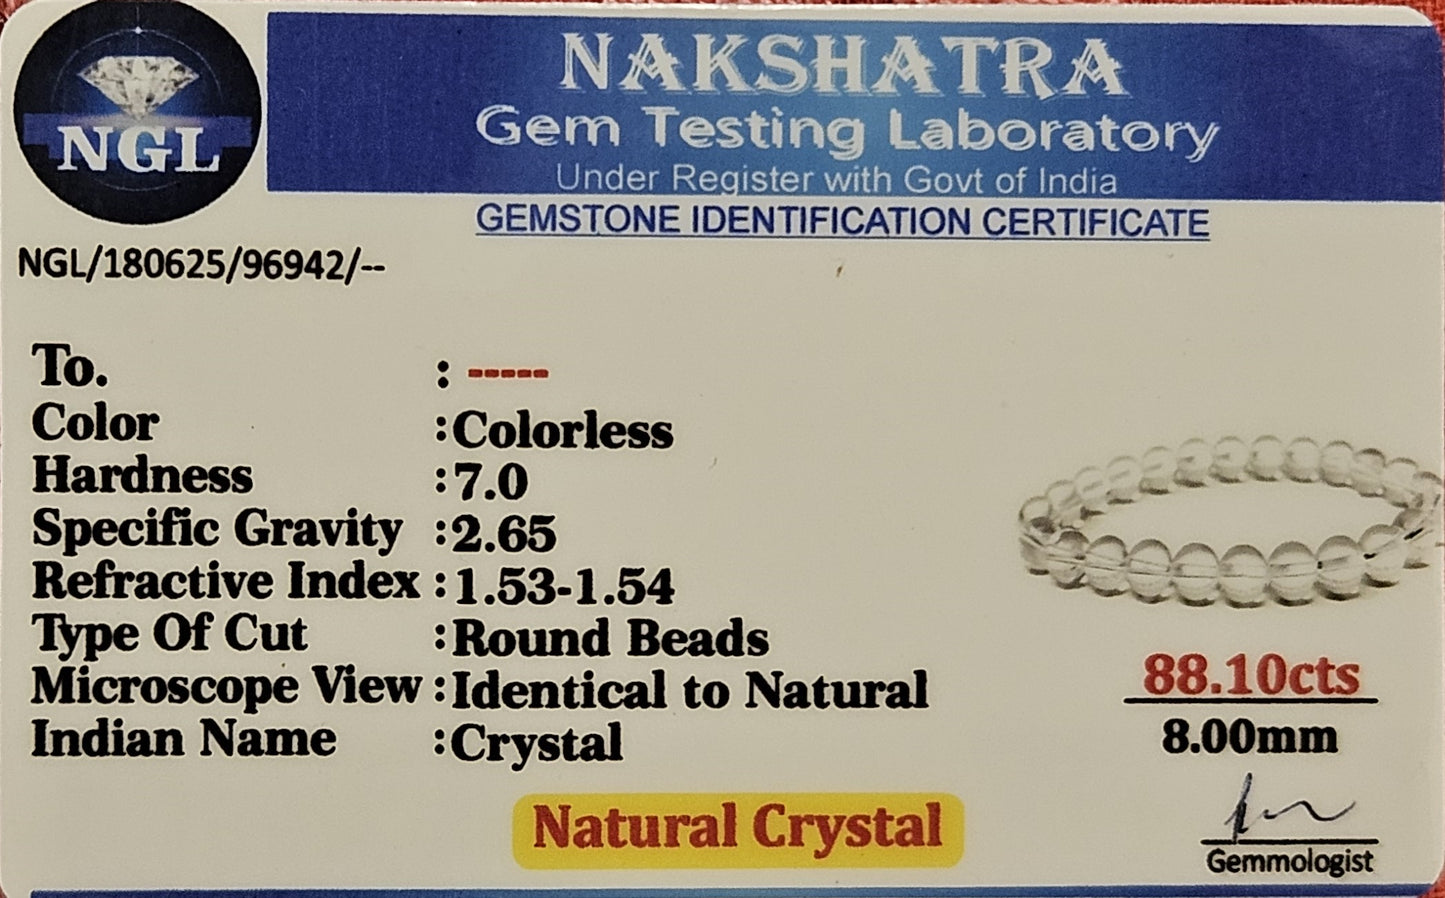 NGL
NAKSHATRA
Gem Testing Laboratory
Under Register with Govt of India
GEMSTONE IDENTIFICATION CERTIFICATE
NGL/180625/96942/--
To. : -----
Color :Colorless
Hardness :7.0
Specific Gravity :2.65
Refractive Index :1.53-1.54
Type Of Cut :Round Beads
Microscope View :Identical to Natural
Indian Name :Crystal
88.10cts
8.00mm
Natural Crystal
Gemmologist